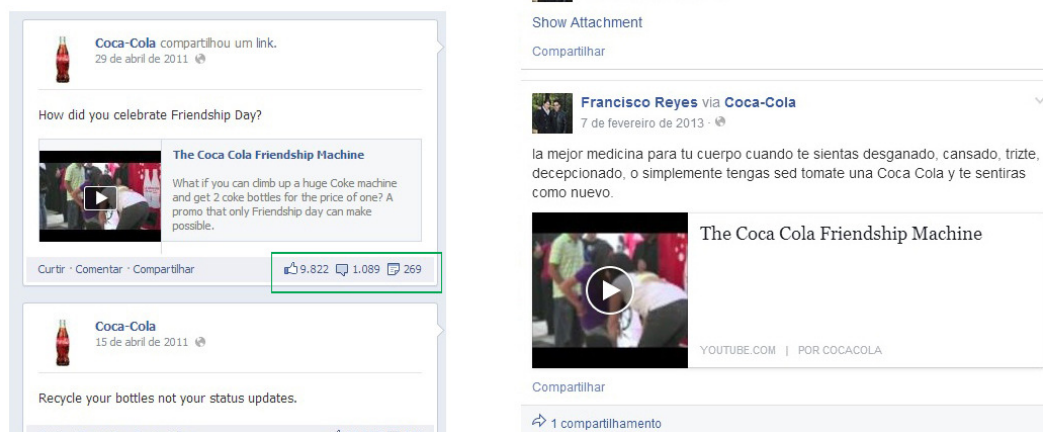 Coca-Cola compartilhou um link.
29 de abril de 2011
How did you celebrate Friendship Day?
The Coca Cola Friendship Machine
What if you can climb up a huge Coke machine
and get 2 coke bottles for the price of one? A
promo that only Friendship day can make
possible.
Curtir · Comentar · Compartilhar 9.822 1.089 269
Coca-Cola
15 de abril de 2011
Recycle your bottles not your status updates.
Show Attachment
Compartilhar
Francisco Reyes via Coca-Cola
7 de fevereiro de 2013 ·
la mejor medicina para tu cuerpo cuando te sientas desganado, cansado, trizte,
decepcionado, o simplemente tengas sed tomate una Coca Cola y te sentiras
como nuevo.
The Coca Cola Friendship Machine
YOUTUBE.COM | POR COCACOLA
Compartilhar
1 compartilhamento